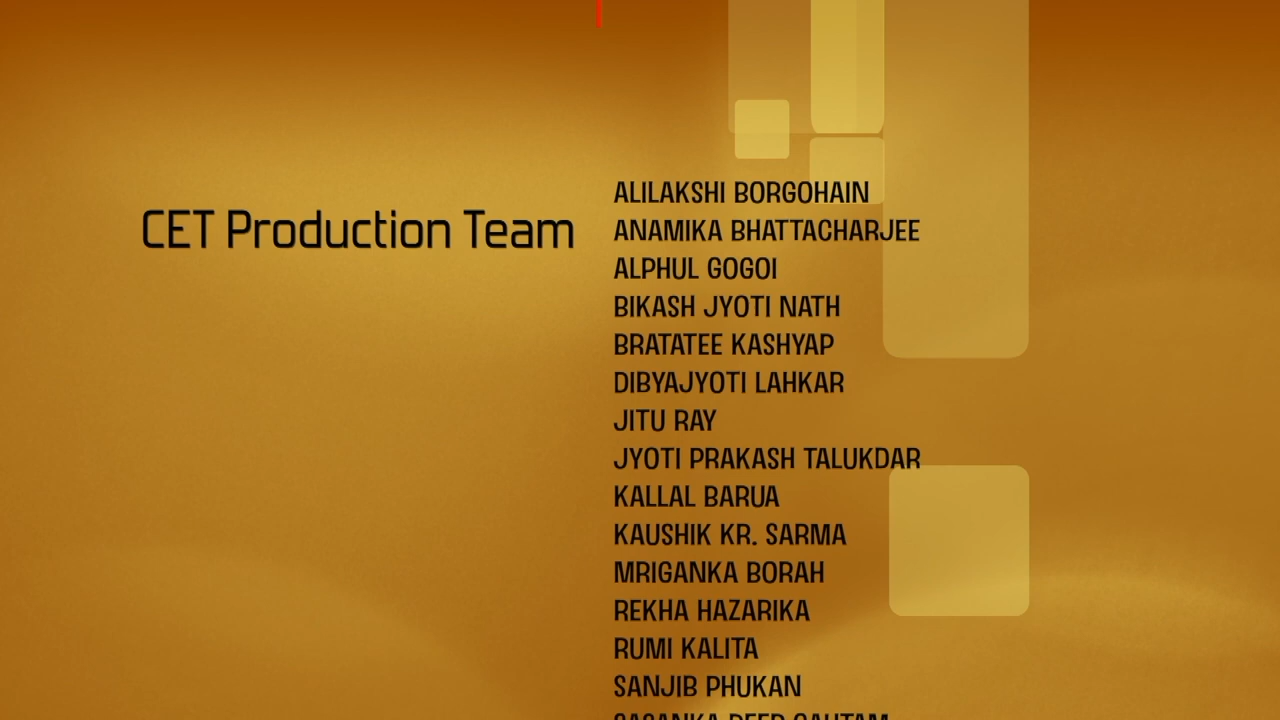 CET Production Team
ALILAKSHI BORGOHAIN
ANAMIKA BHATTACHARJEE
ALPHUL GOGOI
BIKASH JYOTI NATH
BRATATEE KASHYAP
DIBYAJYOTI LAHKAR
JITU RAY
JYOTI PRAKASH TALUKDAR
KALLAL BARUA
KAUSHIK KR. SARMA
MRIGANKA BORAH
REKHA HAZARIKA
RUMI KALITA
SANJIB PHUKAN